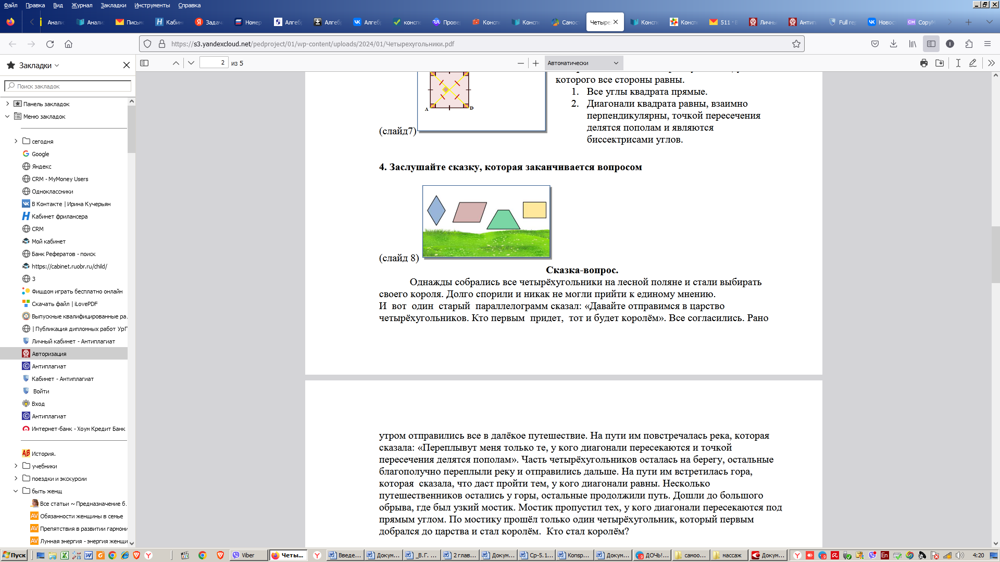 Файл Правка Вид Журнал Закладки Инструменты Справка
Анали Анали Письм Кабин Задач Номер Алгеб Алгеб Алгеб конспе Прове Консп Консп Самост Четыре Консп Консп 511 · Личны Антип Full rep Новос CopyM
https://s3.yandexcloud.net/pedproject/01/wp-content/uploads/2024/01/Четырехугольники.pdf
Закладки
2 из 5
Автоматически
Поиск закладок
Панель закладок
Меню закладок
сегодня
Google
Яндекс
CRM - MyMoney Users
Одноклассники
В Контакте | Ирина Кучерьян
Кабинет фрилансера
CRM
Мой кабинет
Банк Рефератов - поиск
https://cabinet.ruobr.ru/child/
3
Фишдом играть бесплатно онлайн
Скачать файл | iLovePDF
Выпускные квалифицированные ра...
| Публикация дипломных работ УрГ
Личный кабинет - Антиплагиат
Авторизация
Антиплагиат
Кабинет - Антиплагиат
Войти
Вход
Антиплагиат
Интернет-банк - Хоум Кредит Банк
История.
учебники
поездки и экскурсии
быть женщ
Все статьи ~ Предназначение б...
Обязанности женщины в семье
Препятствия в развитии гармони
Лунная энергия - энергия женщи
которого все стороны равны.
1. Все углы квадрата прямые.
2. Диагонали квадрата равны, взаимно
перпендикулярны, точкой пересечения
делятся пополам и являются
биссектрисами углов.
A D
(слайд7)
4. Заслушайте сказку, которая заканчивается вопросом
(слайд 8)
Сказка-вопрос.
Однажды собрались все четырёхугольники на лесной поляне и стали выбирать
своего короля. Долго спорили и никак не могли прийти к единому мнению.
И вот один старый параллелограмм сказал: «Давайте отправимся в царство
четырёхугольников. Кто первым придет, тот и будет королём». Все согласились. Рано
утром отправились все в далёкое путешествие. На пути им повстречалась река, которая
сказала: «Переплывут меня только те, у кого диагонали пересекаются и точкой
пересечения делятся пополам». Часть четырёхугольников осталась на берегу, остальные
благополучно переплыли реку и отправились дальше. На пути им встретилась гора,
которая сказала, что даст пройти тем, у кого диагонали равны. Несколько
путешественников остались у горы, остальные продолжили путь. Дошли до большого
обрыва, где был узкий мостик. Мостик пропустил тех, у кого диагонали пересекаются под
прямым углом. По мостику прошёл только один четырёхугольник, который первым
добрался до царства и стал королём. Кто стал королём?
Пуск Viber Четы... Введе... Докум... _В.Г. ... 2 глав... Докум... Ср-5.1... Konsp... Докум... ДОЧЬ!... самоо... массаж Докум... En 4:20